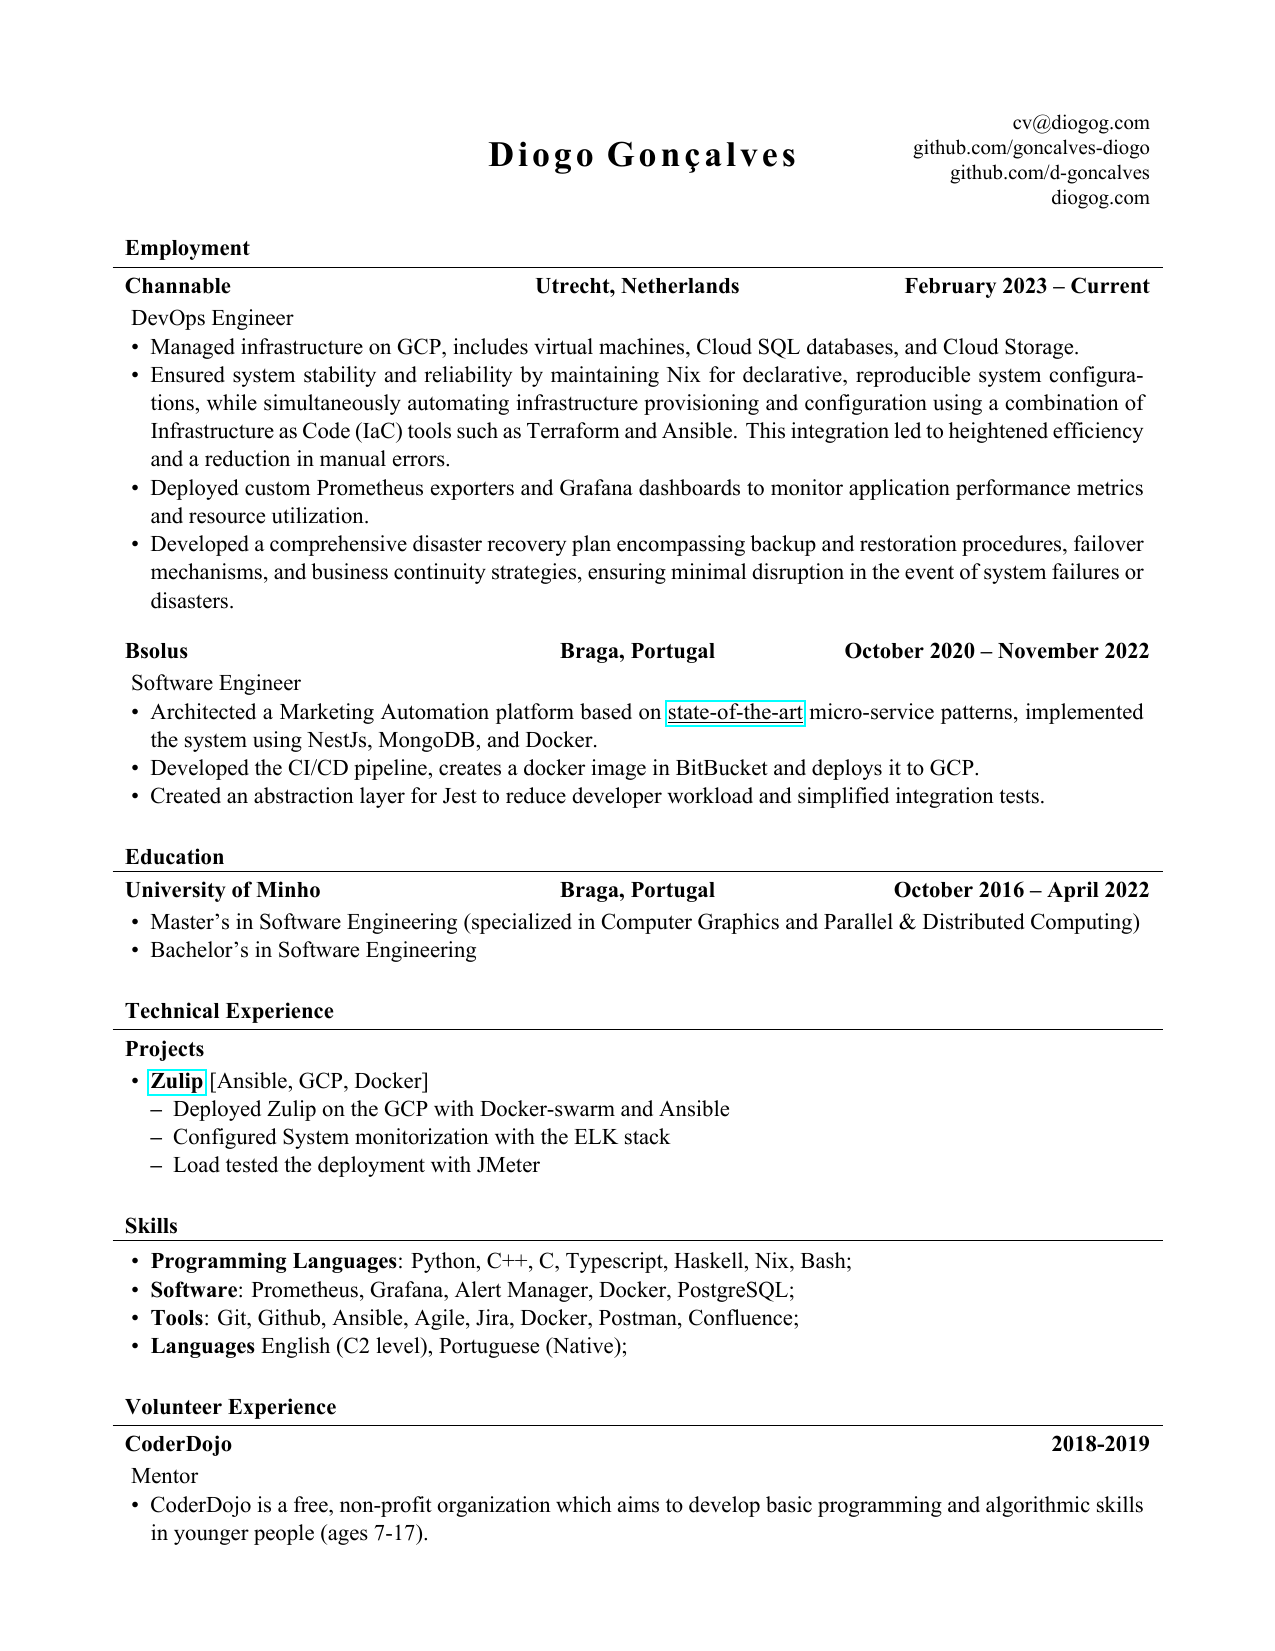 Diogo Gonçalves
cv@diogog.com
github.com/goncalves-diogo
github.com/d-goncalves
diogog.com
Employment
Channable Utrecht, Netherlands February 2023 – Current
DevOps Engineer
• Managed infrastructure on GCP, includes virtual machines, Cloud SQL databases, and Cloud Storage.
• Ensured system stability and reliability by maintaining Nix for declarative, reproducible system configura-
tions, while simultaneously automating infrastructure provisioning and configuration using a combination of
Infrastructure as Code (IaC) tools such as Terraform and Ansible. This integration led to heightened efficiency
and a reduction in manual errors.
• Deployed custom Prometheus exporters and Grafana dashboards to monitor application performance metrics
and resource utilization.
• Developed a comprehensive disaster recovery plan encompassing backup and restoration procedures, failover
mechanisms, and business continuity strategies, ensuring minimal disruption in the event of system failures or
disasters.
Bsolus Braga, Portugal October 2020 – November 2022
Software Engineer
• Architected a Marketing Automation platform based on state-of-the-art micro-service patterns, implemented
the system using NestJs, MongoDB, and Docker.
• Developed the CI/CD pipeline, creates a docker image in BitBucket and deploys it to GCP.
• Created an abstraction layer for Jest to reduce developer workload and simplified integration tests.
Education
University of Minho Braga, Portugal October 2016 – April 2022
• Master’s in Software Engineering (specialized in Computer Graphics and Parallel & Distributed Computing)
• Bachelor’s in Software Engineering
Technical Experience
Projects
• Zulip [Ansible, GCP, Docker]
– Deployed Zulip on the GCP with Docker-swarm and Ansible
– Configured System monitorization with the ELK stack
– Load tested the deployment with JMeter
Skills
• Programming Languages: Python, C++, C, Typescript, Haskell, Nix, Bash;
• Software: Prometheus, Grafana, Alert Manager, Docker, PostgreSQL;
• Tools: Git, Github, Ansible, Agile, Jira, Docker, Postman, Confluence;
• Languages English (C2 level), Portuguese (Native);
Volunteer Experience
CoderDojo 2018-2019
Mentor
• CoderDojo is a free, non-profit organization which aims to develop basic programming and algorithmic skills
in younger people (ages 7-17).